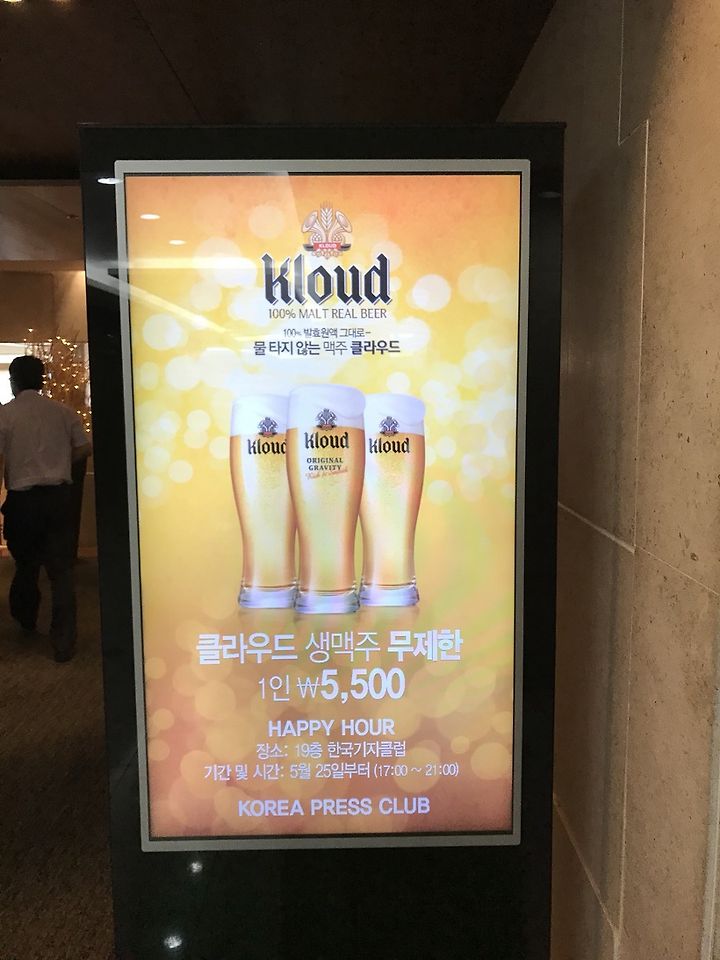 KLOUD
Kloud
100% MALT REAL BEER
100% 발효원액 그대로-
물 타지 않는 맥주 클라우드
Kloud
Kloud
Kloud
ORIGINAL
GRAVITY
클라우드 생맥주 무제한
1인 ₩5,500
HAPPY HOUR
장소: 19층 한국기자클럽
기간 및 시간: 5월 25일부터 (17:00 ~ 21:00)
KOREA PRESS CLUB